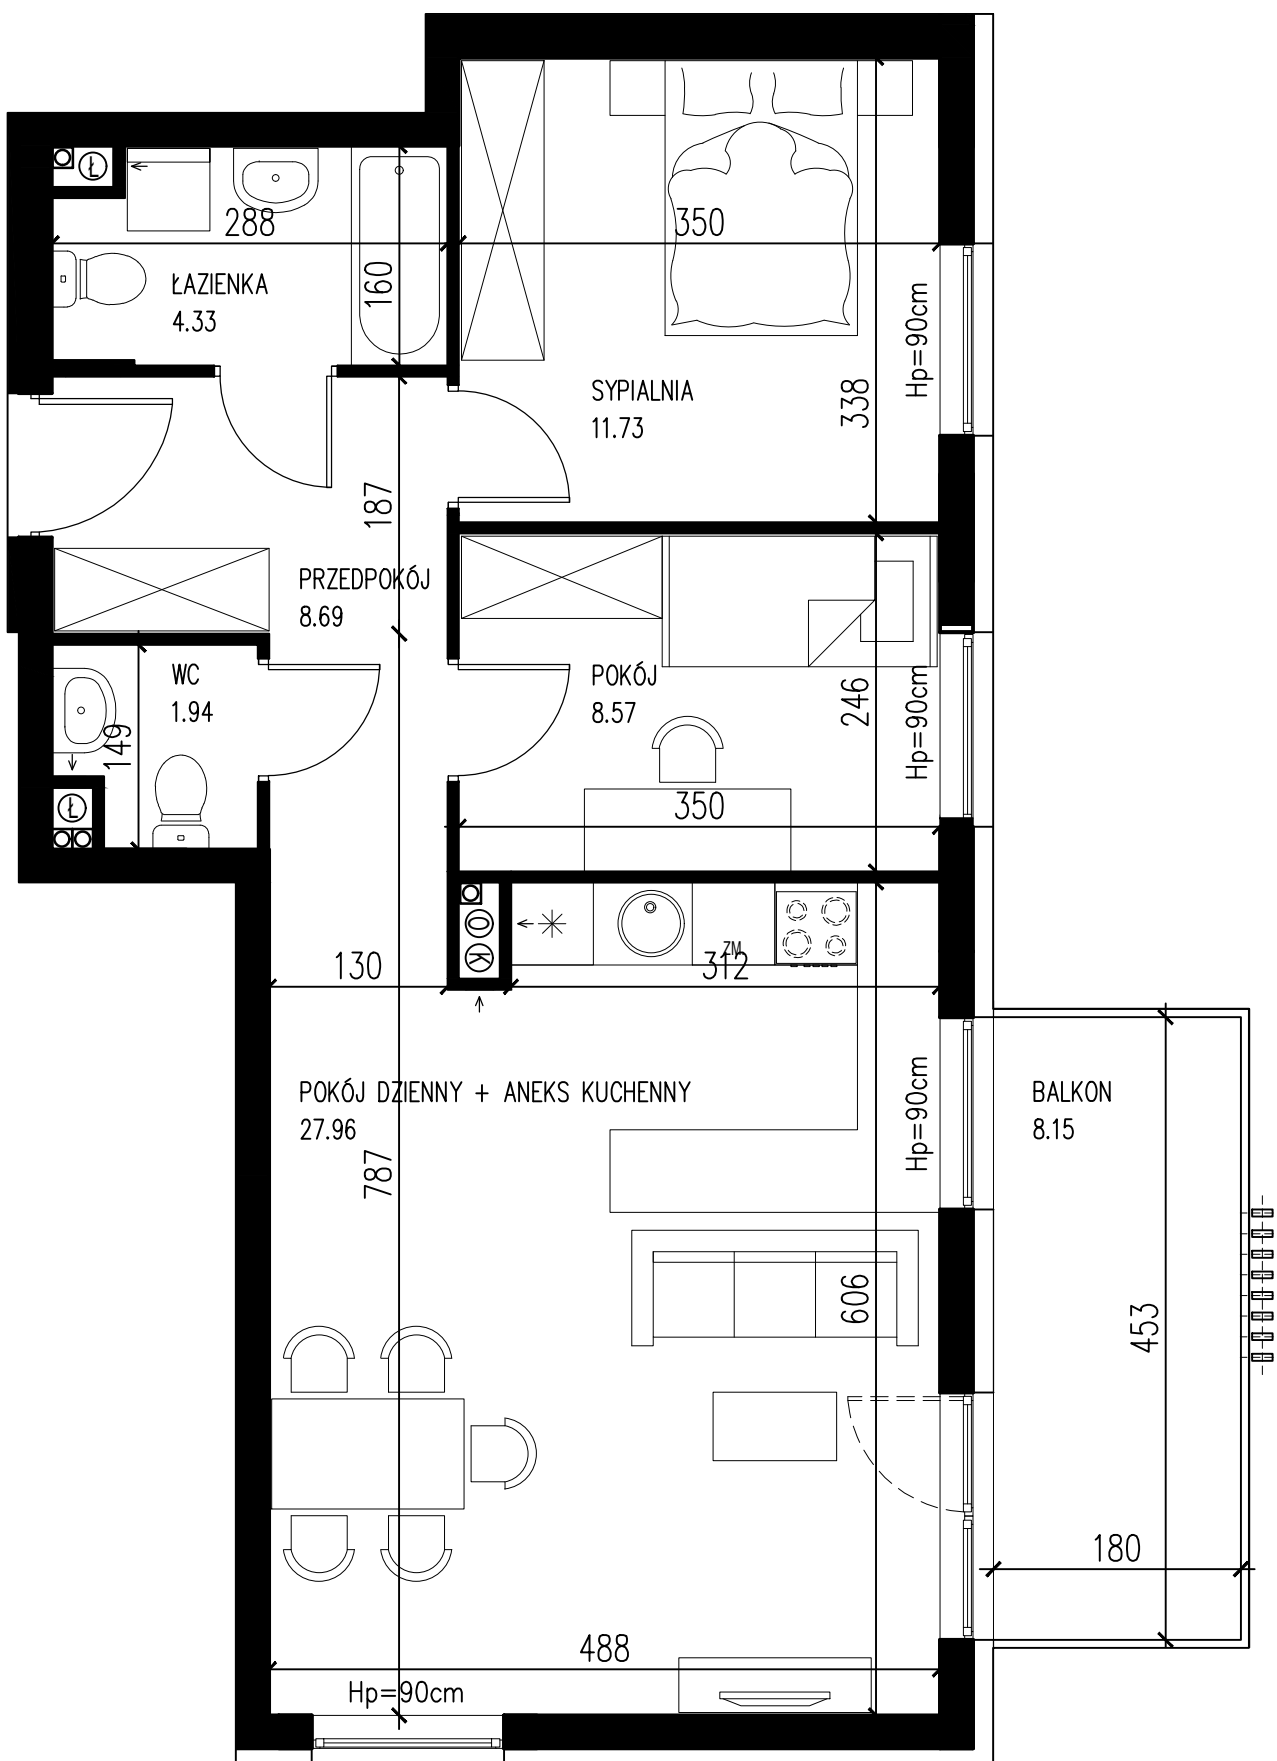 Ł
288
350
160
ŁAZIENKA
4.33
Hp=90cm
SYPIALNIA
11.73
338
187
PRZEDPOKÓJ
8.69
WC
1.94
149
Ł
POKÓJ
8.57
246
Hp=90cm
350
O
K
ZM
130
312
POKÓJ DZIENNY + ANEKS KUCHENNY
27.96
Hp=90cm
BALKON
8.15
787
606
453
180
488
Hp=90cm